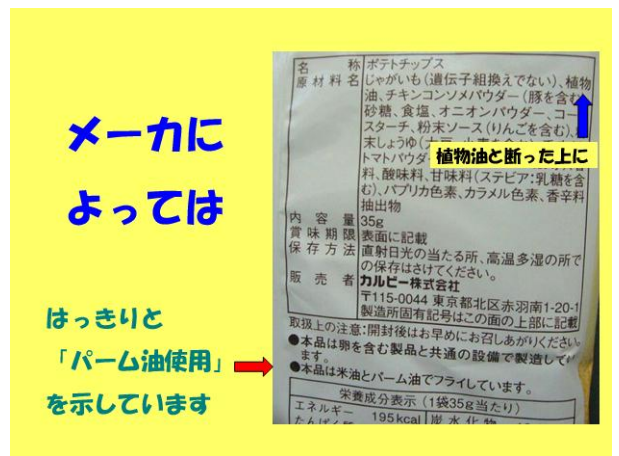 メーカに
よっては
はっきりと
「パーム油使用」
を示しています
名 称 ポテトチップス
原材料名 じゃがいも(遺伝子組換えでない)、植物
油、チキンコンソメパウダー(豚を含む)
砂糖、食塩、オニオンパウダー、コー
スターチ、粉末ソース(りんごを含む)、
末しょうゆ
植物油と断った上に
トマトパウダ
料、酸味料、甘味料(ステビア:乳糖を含
む)、パプリカ色素、カラメル色素、香辛料
抽出物
内容量 35g
賞味期限 表面に記載
保存方法 直射日光の当たる所、高温多湿の所で
の保存はさけてください。
販売者 カルビー株式会社
〒115-0044 東京都北区赤羽南1-20-1
製造所固有記号はこの面の上部に記載
取扱上の注意:開封後はお早めにお召しあがりください。
●本品は卵を含む製品と共通の設備で製造してい
ます。
●本品は米油とパーム油でフライしています。
栄養成分表示(1袋35g当たり)
エネルギー 195kcal 炭水化物
たんぱく質